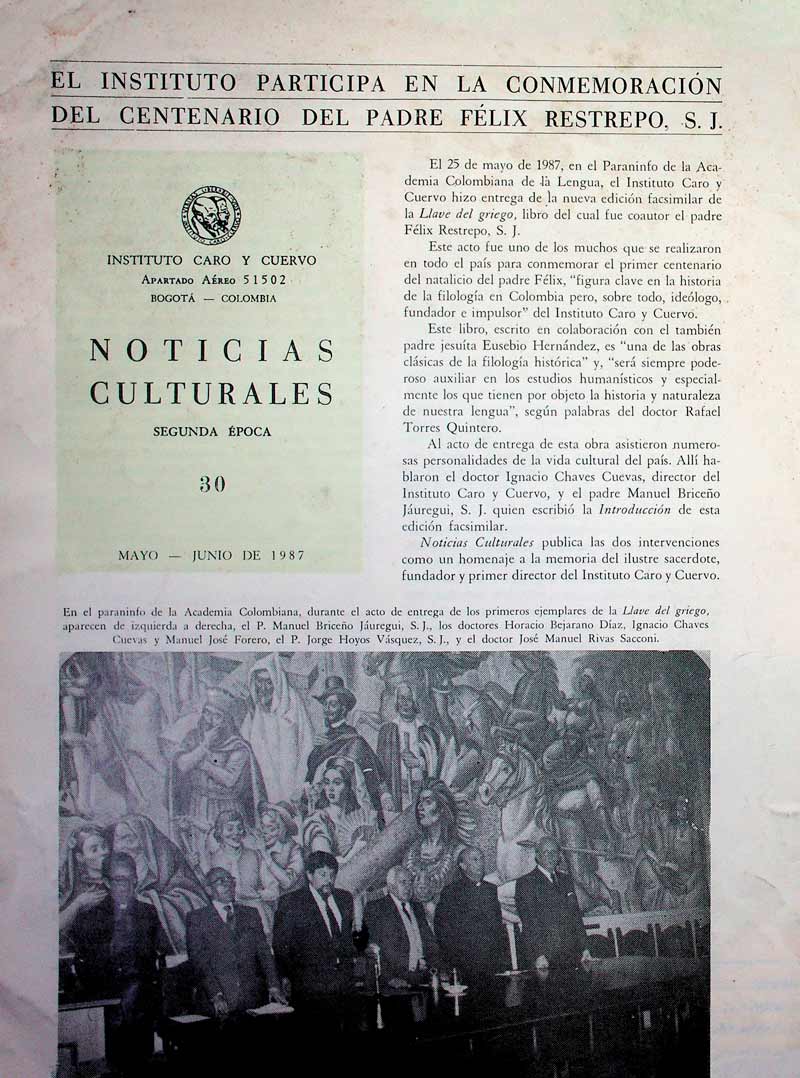 EL INSTITUTO PARTICIPA EN LA CONMEMORACIÓN
DEL CENTENARIO DEL PADRE FÉLIX RESTREPO, S. J.
INSTITUTO CARO Y CUERVO
APARTADO AÉREO 51502
BOGOTÁ — COLOMBIA
NOTICIAS
CULTURALES
SEGUNDA ÉPOCA
30
MAYO — JUNIO DE 1987
El 25 de mayo de 1987, en el Paraninfo de la Aca-
demia Colombiana de la Lengua, el Instituto Caro y
Cuervo hizo entrega de la nueva edición facsimilar de
la Llave del griego, libro del cual fue coautor el padre
Félix Restrepo, S. J.
Este acto fue uno de los muchos que se realizaron
en todo el país para conmemorar el primer centenario
del natalicio del padre Félix, “figura clave en la historia
de la filología en Colombia pero, sobre todo, ideólogo,
fundador e impulsor” del Instituto Caro y Cuervo.
Este libro, escrito en colaboración con el también
padre jesuíta Eusebio Hernández, es “una de las obras
clásicas de la filología histórica” y, “será siempre pode-
roso auxiliar en los estudios humanísticos y especial-
mente los que tienen por objeto la historia y naturaleza
de nuestra lengua”, según palabras del doctor Rafael
Torres Quintero.
Al acto de entrega de esta obra asistieron numero-
sas personalidades de la vida cultural del país. Allí ha-
blaron el doctor Ignacio Chaves Cuevas, director del
Instituto Caro y Cuervo, y el padre Manuel Briceño
Jáuregui, S. J. quien escribió la Introducción de esta
edición facsimilar.
Noticias Culturales publica las dos intervenciones
como un homenaje a la memoria del ilustre sacerdote,
fundador y primer director del Instituto Caro y Cuervo.
En el paraninfo de la Academia Colombiana, durante el acto de entrega de los primeros ejemplares de la Llave del griego,
aparecen de izquierda a derecha, el P. Manuel Briceño Jáuregui, S. J., los doctores Horacio Bejarano Díaz, Ignacio Chaves
Cuevas y Manuel José Forero, el P. Jorge Hoyos Vásquez, S. J., y el doctor José Manuel Rivas Sacconi.